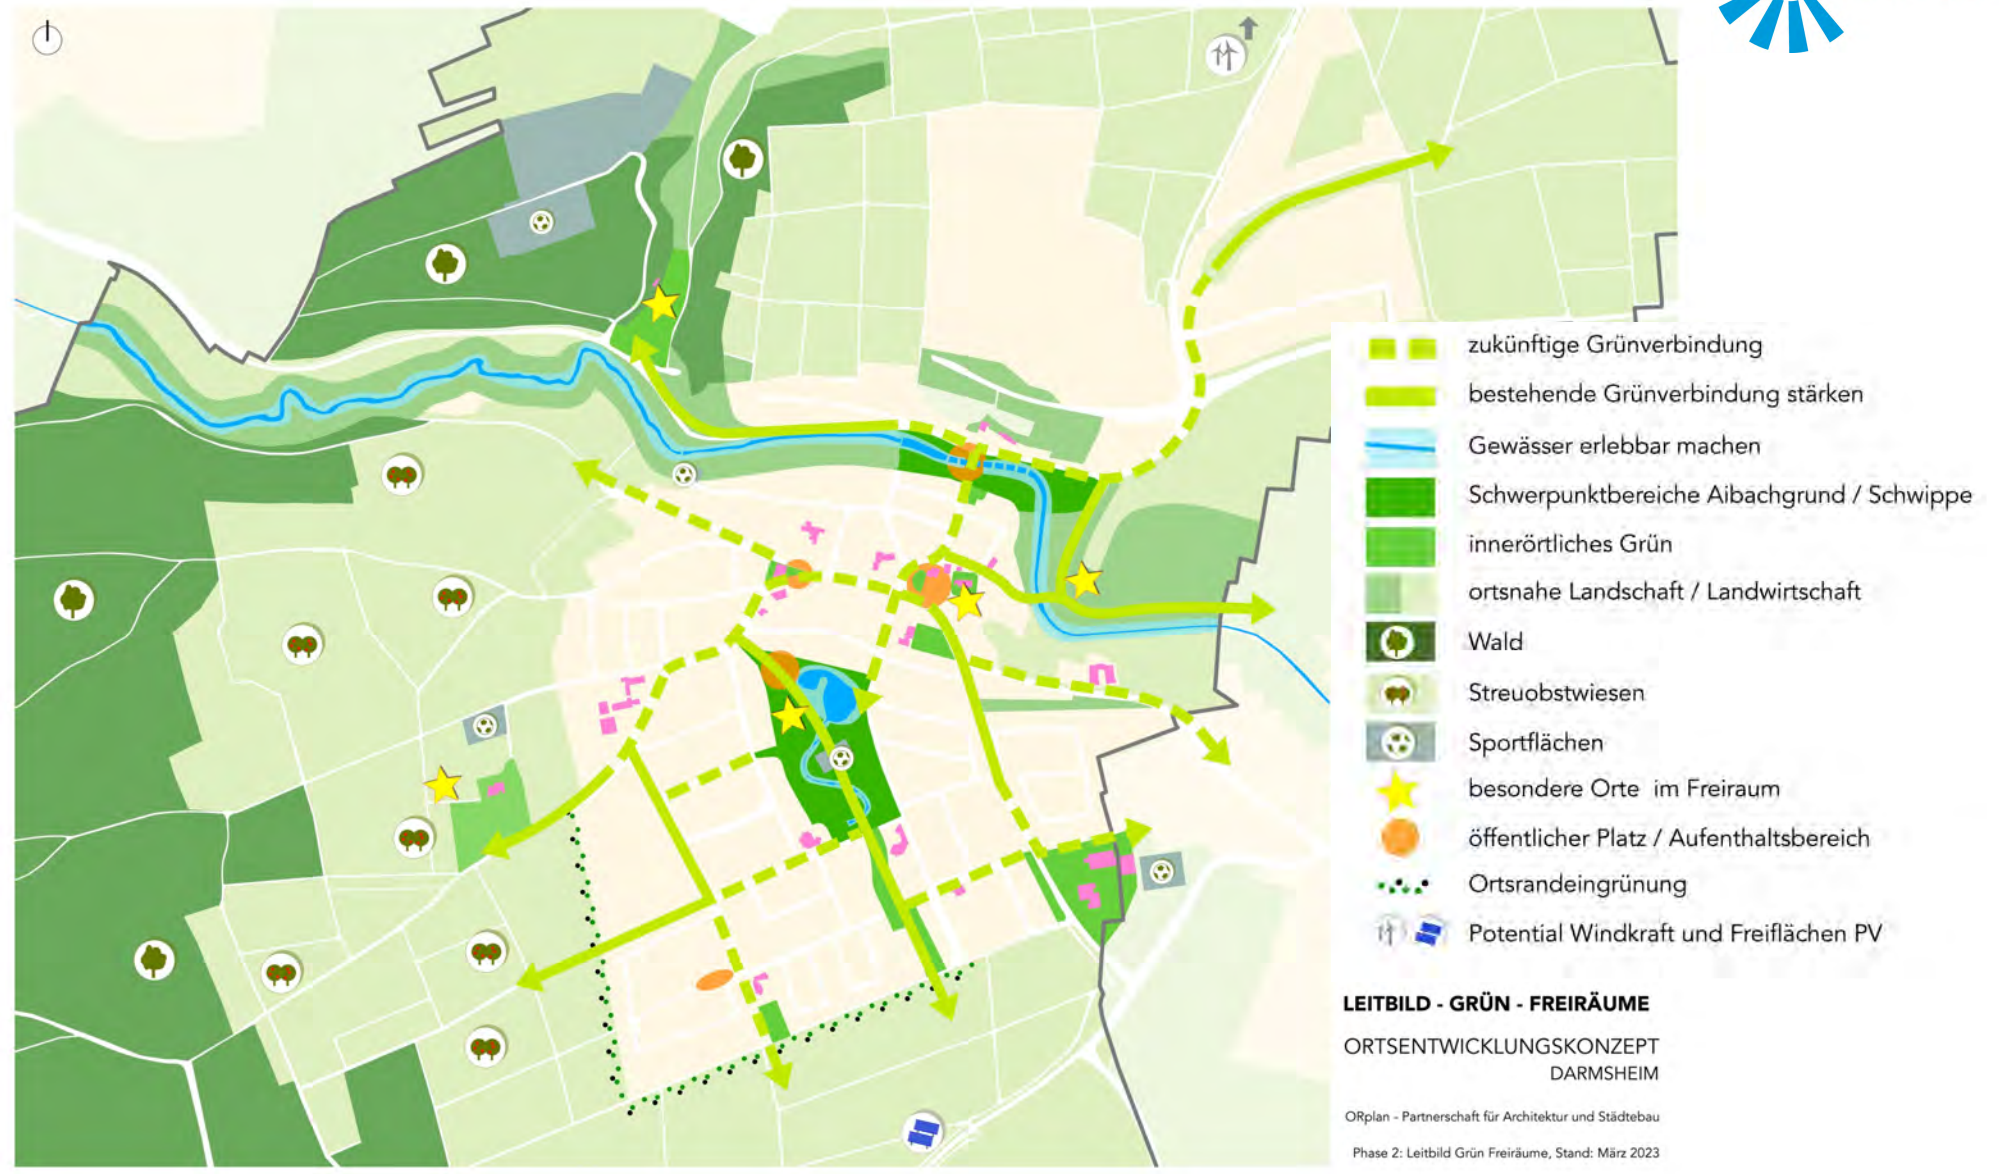 zukünftige Grünverbindung
bestehende Grünverbindung stärken
Gewässer erlebbar machen
Schwerpunktbereiche Aibachgrund / Schwippe
innerörtliches Grün
ortsnahe Landschaft / Landwirtschaft
Wald
Streuobstwiesen
Sportflächen
besondere Orte im Freiraum
öffentlicher Platz / Aufenthaltsbereich
Ortsrandeingrünung
Potential Windkraft und Freiflächen PV
LEITBILD - GRÜN - FREIRÄUME
ORTSENTWICKLUNGSKONZEPT
DARMSHEIM
ORplan - Partnerschaft für Architektur und Städtebau
Phase 2: Leitbild Grün Freiräume, Stand: März 2023